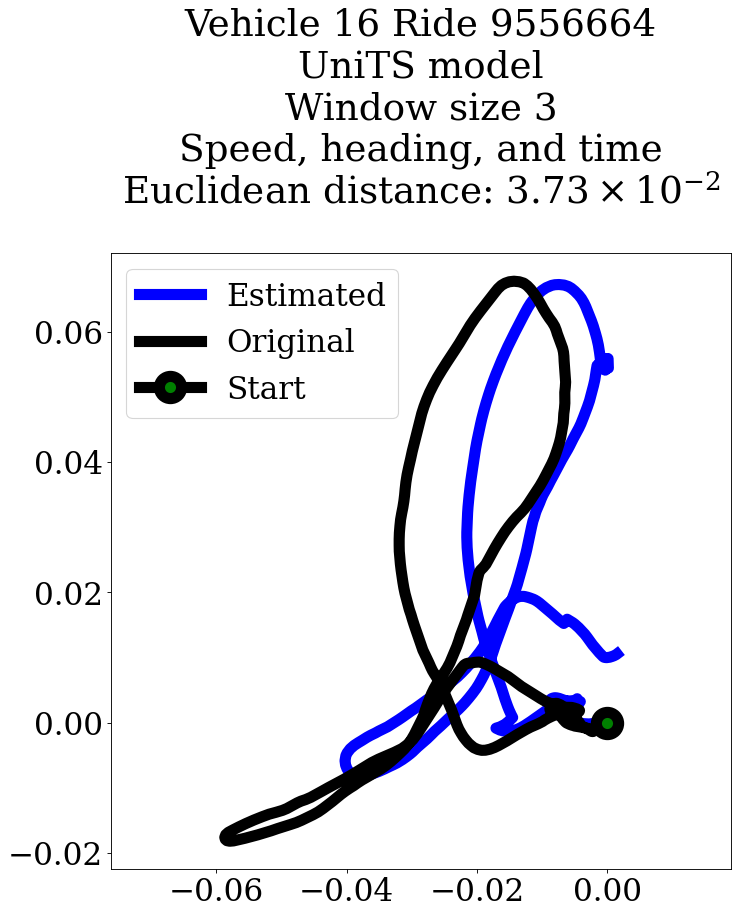 Vehicle 16 Ride 9556664
UniTS model
Window size 3
Speed, heading, and time
Euclidean distance: 3.73 × 10⁻²
Estimated
Original
Start
0.06
0.04
0.02
0.00
−0.02
−0.06 −0.04 −0.02 0.00